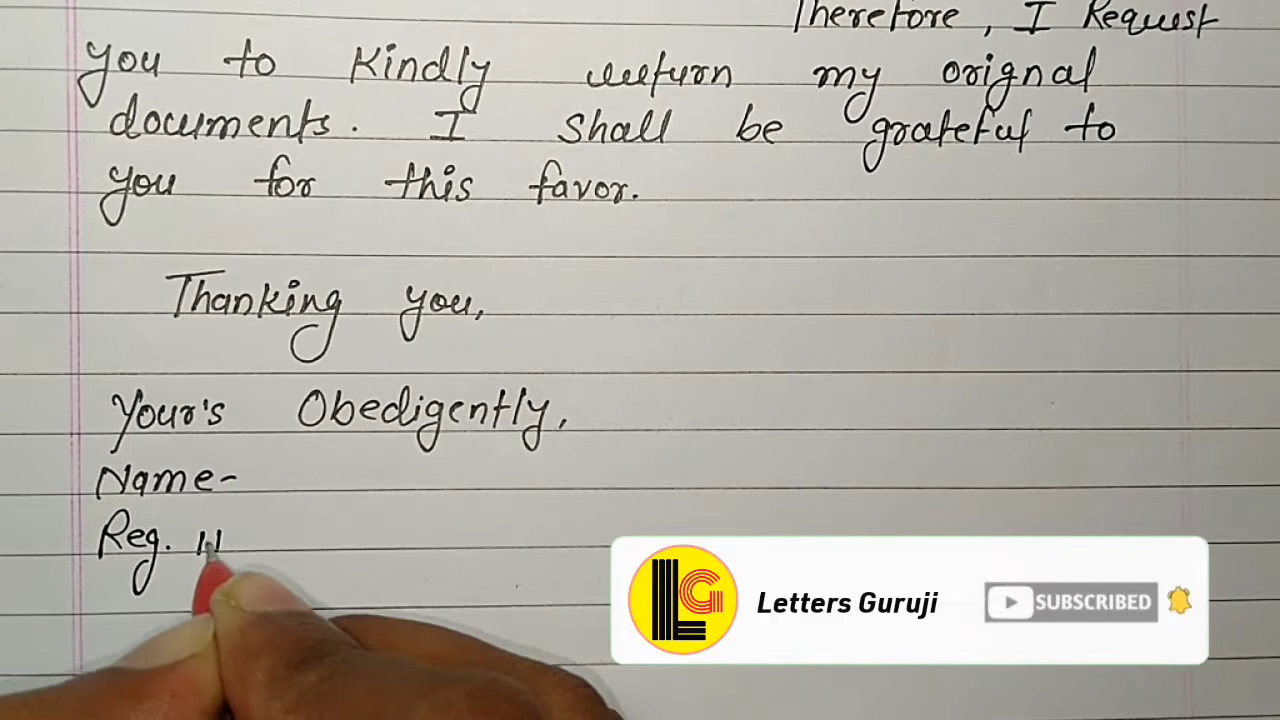 Therefore, I Request
you to kindly return my orignal
documents. I shall be grateful to
you for this favor.
Thanking you,
Your's Obedigently,
Name-
Reg.
Letters Guruji
SUBSCRIBED